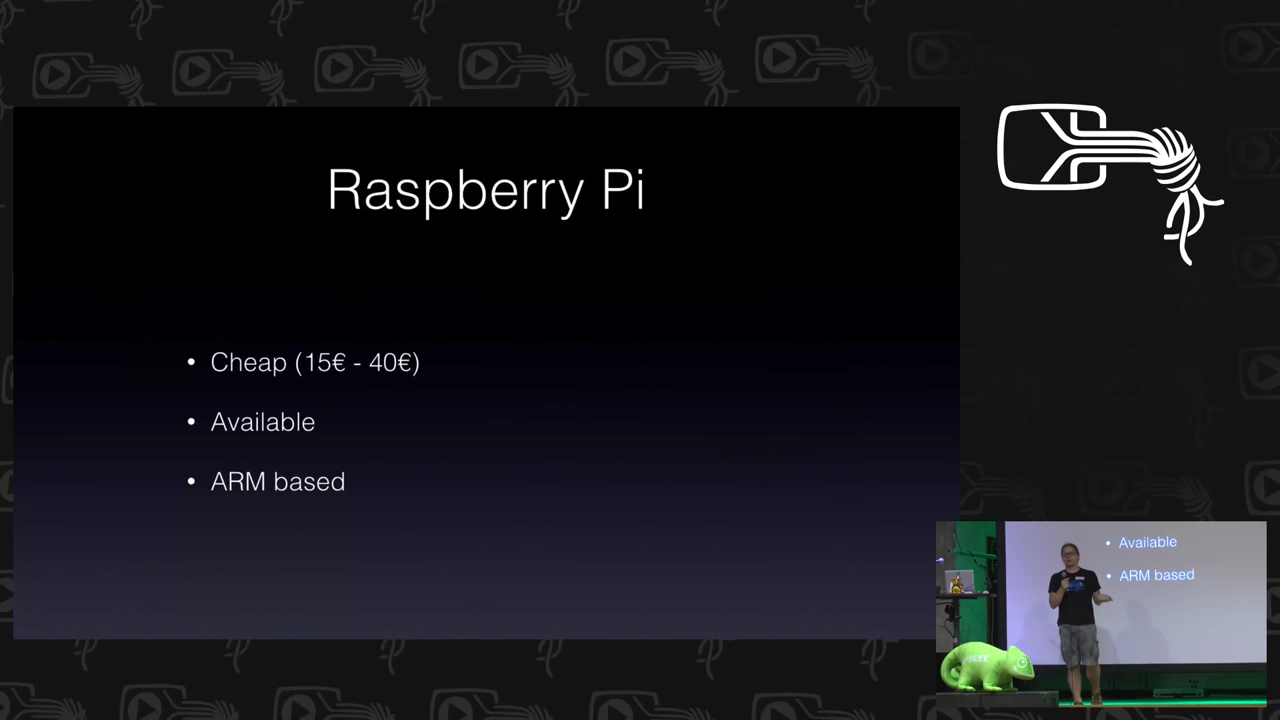 Raspberry Pi
• Cheap (15€ - 40€)
• Available
• ARM based
• Available
• ARM based